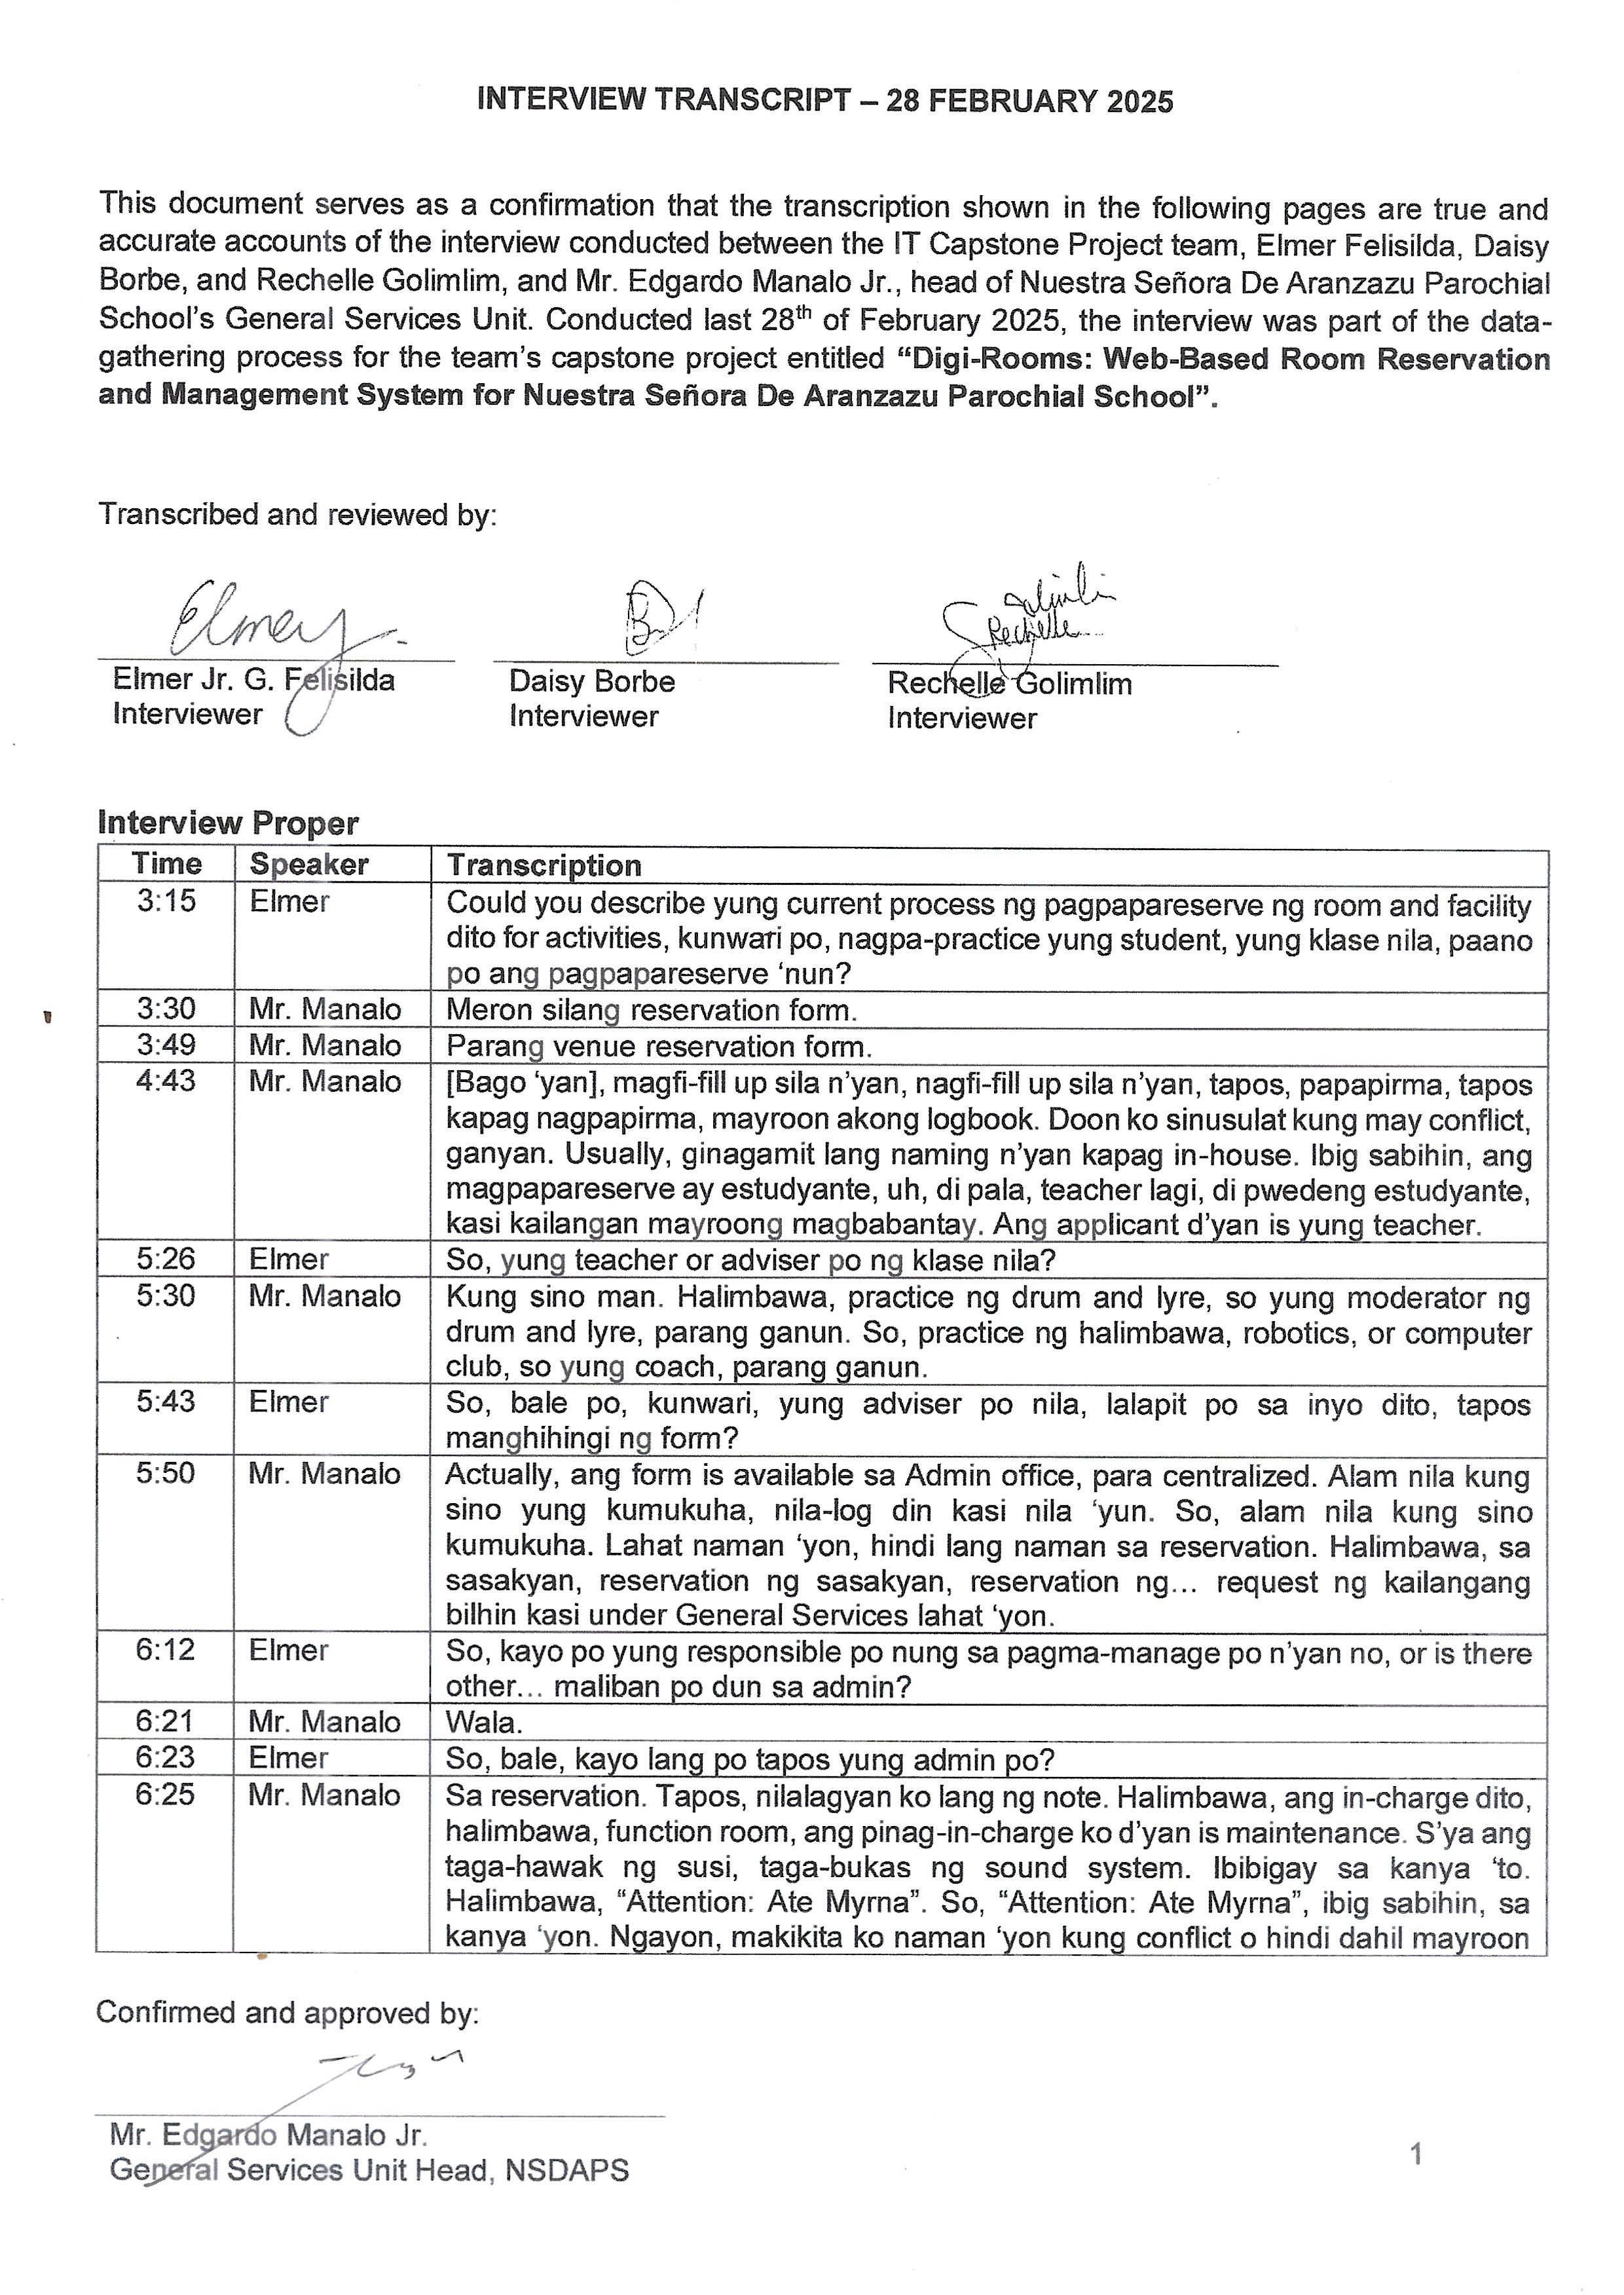 INTERVIEW TRANSCRIPT – 28 FEBRUARY 2025
This document serves as a confirmation that the transcription shown in the following pages are true and
accurate accounts of the interview conducted between the IT Capstone Project team, Elmer Felisilda, Daisy
Borbe, and Rechelle Golimlim, and Mr. Edgardo Manalo Jr., head of Nuestra Señora De Aranzazu Parochial
School's General Services Unit. Conducted last 28th of February 2025, the interview was part of the data-
gathering process for the team's capstone project entitled “Digi-Rooms: Web-Based Room Reservation
and Management System for Nuestra Señora De Aranzazu Parochial School”.
Transcribed and reviewed by:
Elmer Jr. G. Felisilda Daisy Borbe Rechelle Golimlim
Interviewer Interviewer Interviewer
Interview Proper
Time Speaker Transcription
3:15 Elmer Could you describe yung current process ng pagpapareserve ng room and facility
dito for activities, kunwari po, nagpa-practice yung student, yung klase nila, paano
po ang pagpapareserve ‘nun?
3:30 Mr. Manalo Meron silang reservation form.
3:49 Mr. Manalo Parang venue reservation form.
4:43 Mr. Manalo [Bago ‘yan], magfi-fill up sila n’yan, nagfi-fill up sila n’yan, tapos, papapirma, tapos
kapag nagpapirma, mayroon akong logbook. Doon ko sinusulat kung may conflict,
ganyan. Usually, ginagamit lang naming n’yan kapag in-house. Ibig sabihin, ang
magpapareserve ay estudyante, uh, di pala, teacher lagi, di pwedeng estudyante,
kasi kailangan mayroong magbabantay. Ang applicant d’yan is yung teacher.
5:26 Elmer So, yung teacher or adviser po ng klase nila?
5:30 Mr. Manalo Kung sino man. Halimbawa, practice ng drum and lyre, so yung moderator ng
drum and lyre, parang ganun. So, practice ng halimbawa, robotics, or computer
club, so yung coach, parang ganun.
5:43 Elmer So, bale po, kunwari, yung adviser po nila, lalapit po sa inyo dito, tapos
manghihingi ng form?
5:50 Mr. Manalo Actually, ang form is available sa Admin office, para centralized. Alam nila kung
sino yung kumukuha, nila-log din kasi nila ‘yun. So, alam nila kung sino
kumukuha. Lahat naman ‘yon, hindi lang naman sa reservation. Halimbawa, sa
sasakyan, reservation ng sasakyan, reservation ng... request ng kailangang
bilhin kasi under General Services lahat ‘yon.
6:12 Elmer So, kayo po yung responsible po nung sa pagma-manage po n’yan no, or is there
other... maliban po dun sa admin?
6:21 Mr. Manalo Wala.
6:23 Elmer So, bale, kayo lang po tapos yung admin po?
6:25 Mr. Manalo Sa reservation. Tapos, nilalagyan ko lang ng note. Halimbawa, ang in-charge dito,
halimbawa, function room, ang pinag-in-charge ko d’yan is maintenance. S’ya ang
taga-hawak ng susi, taga-bukas ng sound system. Ibibigay sa kanya ‘to.
Halimbawa, “Attention: Ate Myrna”. So, “Attention: Ate Myrna”, ibig sabihin, sa
kanya ‘yon. Ngayon, makikita ko naman ‘yon kung conflict o hindi dahil mayroon
Confirmed and approved by:
Mr. Edgardo Manalo Jr.
General Services Unit Head, NSDAPS
1